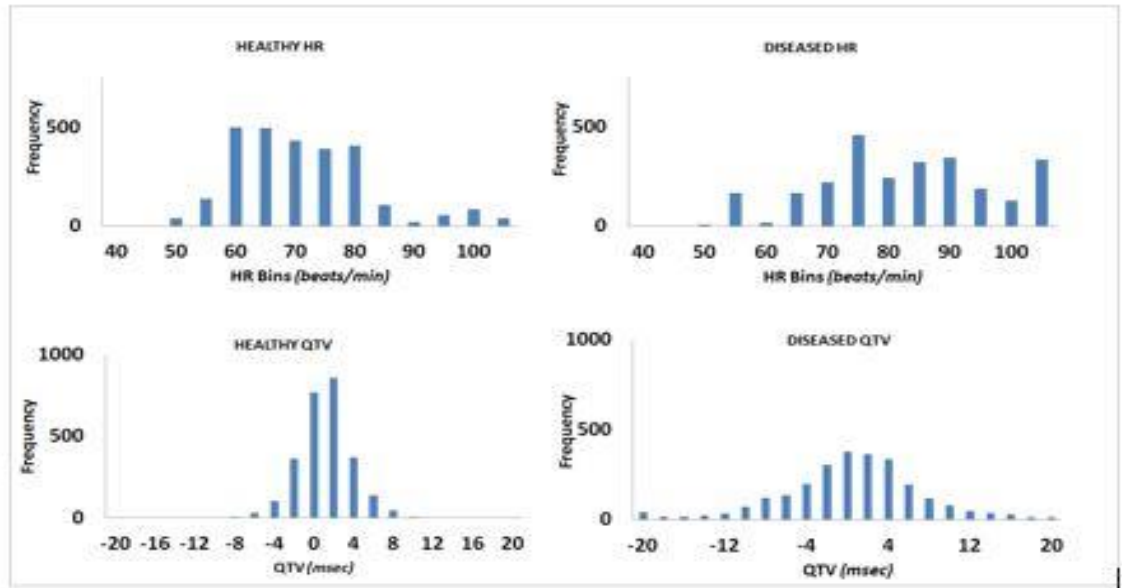 HEALTHY HR
Frequency
500
0
40 50 60 70 80 90 100
HR Bins (beats/min)
DISEASED HR
Frequency
500
0
40 50 60 70 80 90 100
HR Bins (beats/min)
HEALTHY QTV
Frequency
1000
500
0
-20 -16 -12 -8 -4 0 4 8 12 16 20
QTV (msec)
DISEASED QTV
Frequency
1000
500
0
-20 -12 -4 4 12 20
QTV (msec)